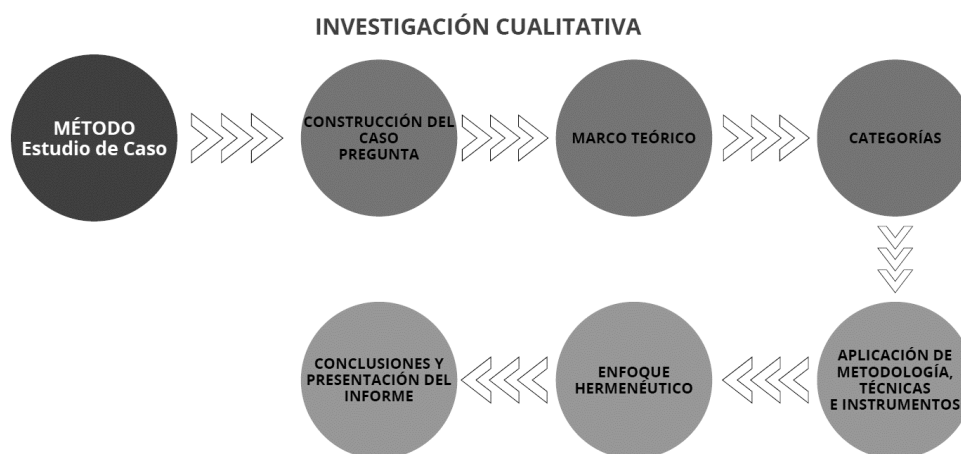 INVESTIGACIÓN CUALITATIVA
MÉTODO
Estudio de Caso
CONSTRUCCIÓN DEL
CASO
PREGUNTA
MARCO TEÓRICO
CATEGORÍAS
APLICACIÓN DE
METODOLOGÍA,
TÉCNICAS
E INSTRUMENTOS
ENFOQUE
HERMENÉUTICO
CONCLUSIONES Y
PRESENTACIÓN DEL
INFORME